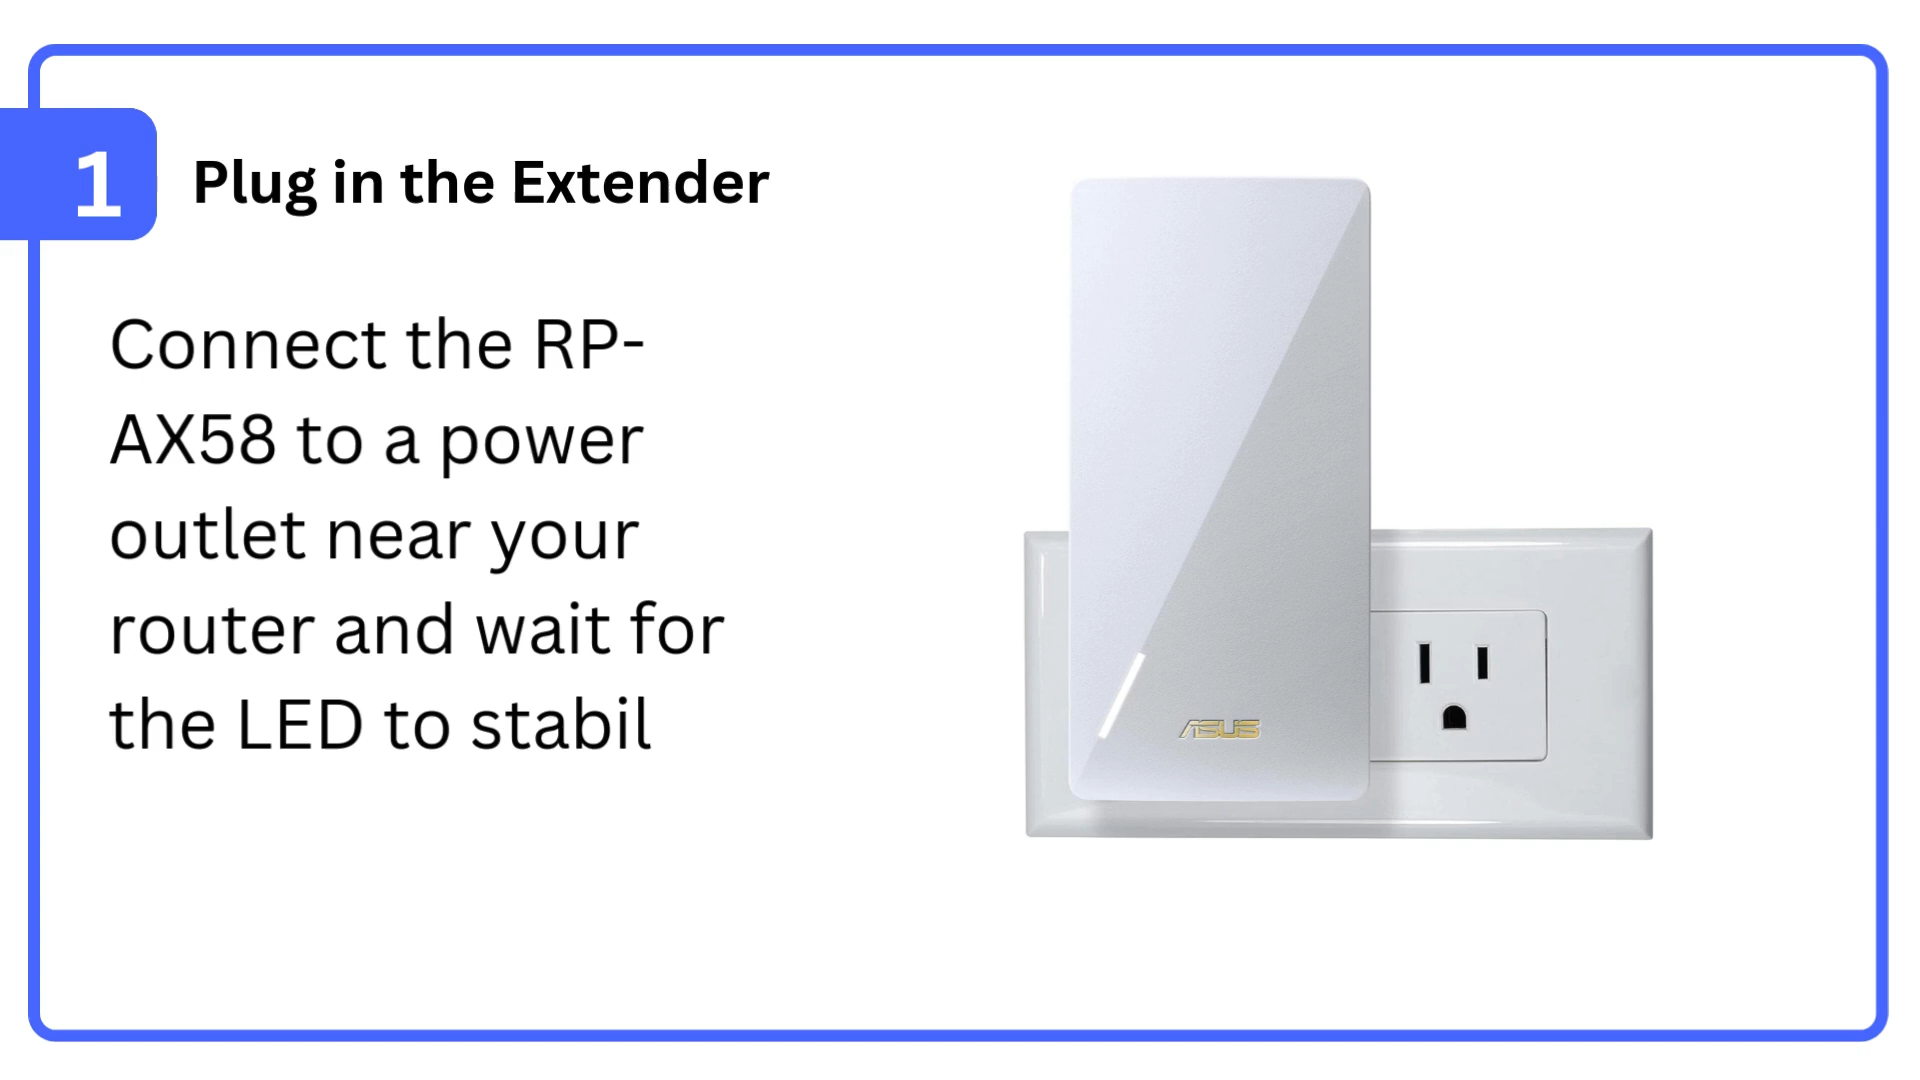 1
Plug in the Extender
Connect the RP-
AX58 to a power
outlet near your
router and wait for
the LED to stabil
ASUS